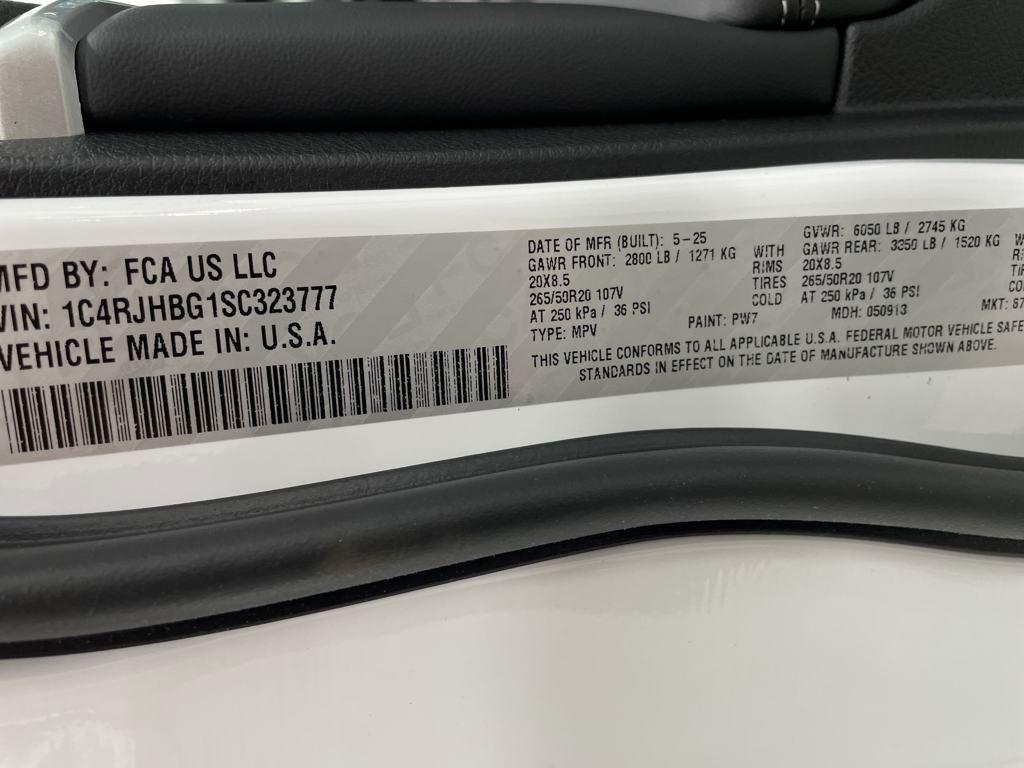 MFD BY: FCA US LLC
VIN: 1C4RJHBG1SC323777
VEHICLE MADE IN: U.S.A.
DATE OF MFR (BUILT): 5-25
GAWR FRONT: 2800 LB / 1271 KG WITH
20X8.5 RIMS
265/50R20 107V TIRES
AT 250 kPa / 36 PSI COLD
TYPE: MPV PAINT: PW7
GVWR: 6050 LB / 2745 KG
GAWR REAR: 3350 LB / 1520 KG
20X8.5
265/50R20 107V
AT 250 kPa / 36 PSI
MDH: 050913 MKT: 87
THIS VEHICLE CONFORMS TO ALL APPLICABLE U.S.A. FEDERAL MOTOR VEHICLE SAFE
STANDARDS IN EFFECT ON THE DATE OF MANUFACTURE SHOWN ABOVE.